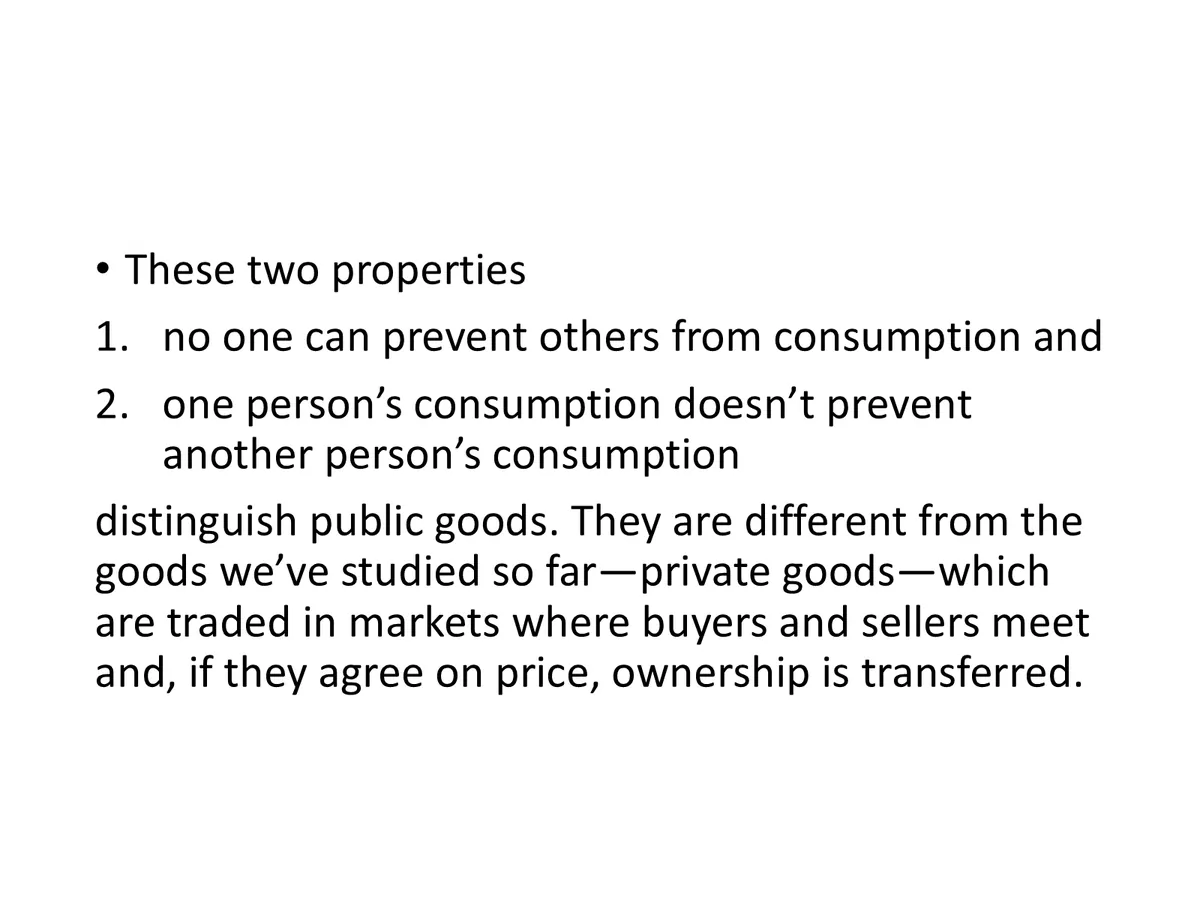 • These two properties
1. no one can prevent others from consumption and
2. one person’s consumption doesn’t prevent
another person’s consumption
distinguish public goods. They are different from the
goods we’ve studied so far—private goods—which
are traded in markets where buyers and sellers meet
and, if they agree on price, ownership is transferred.